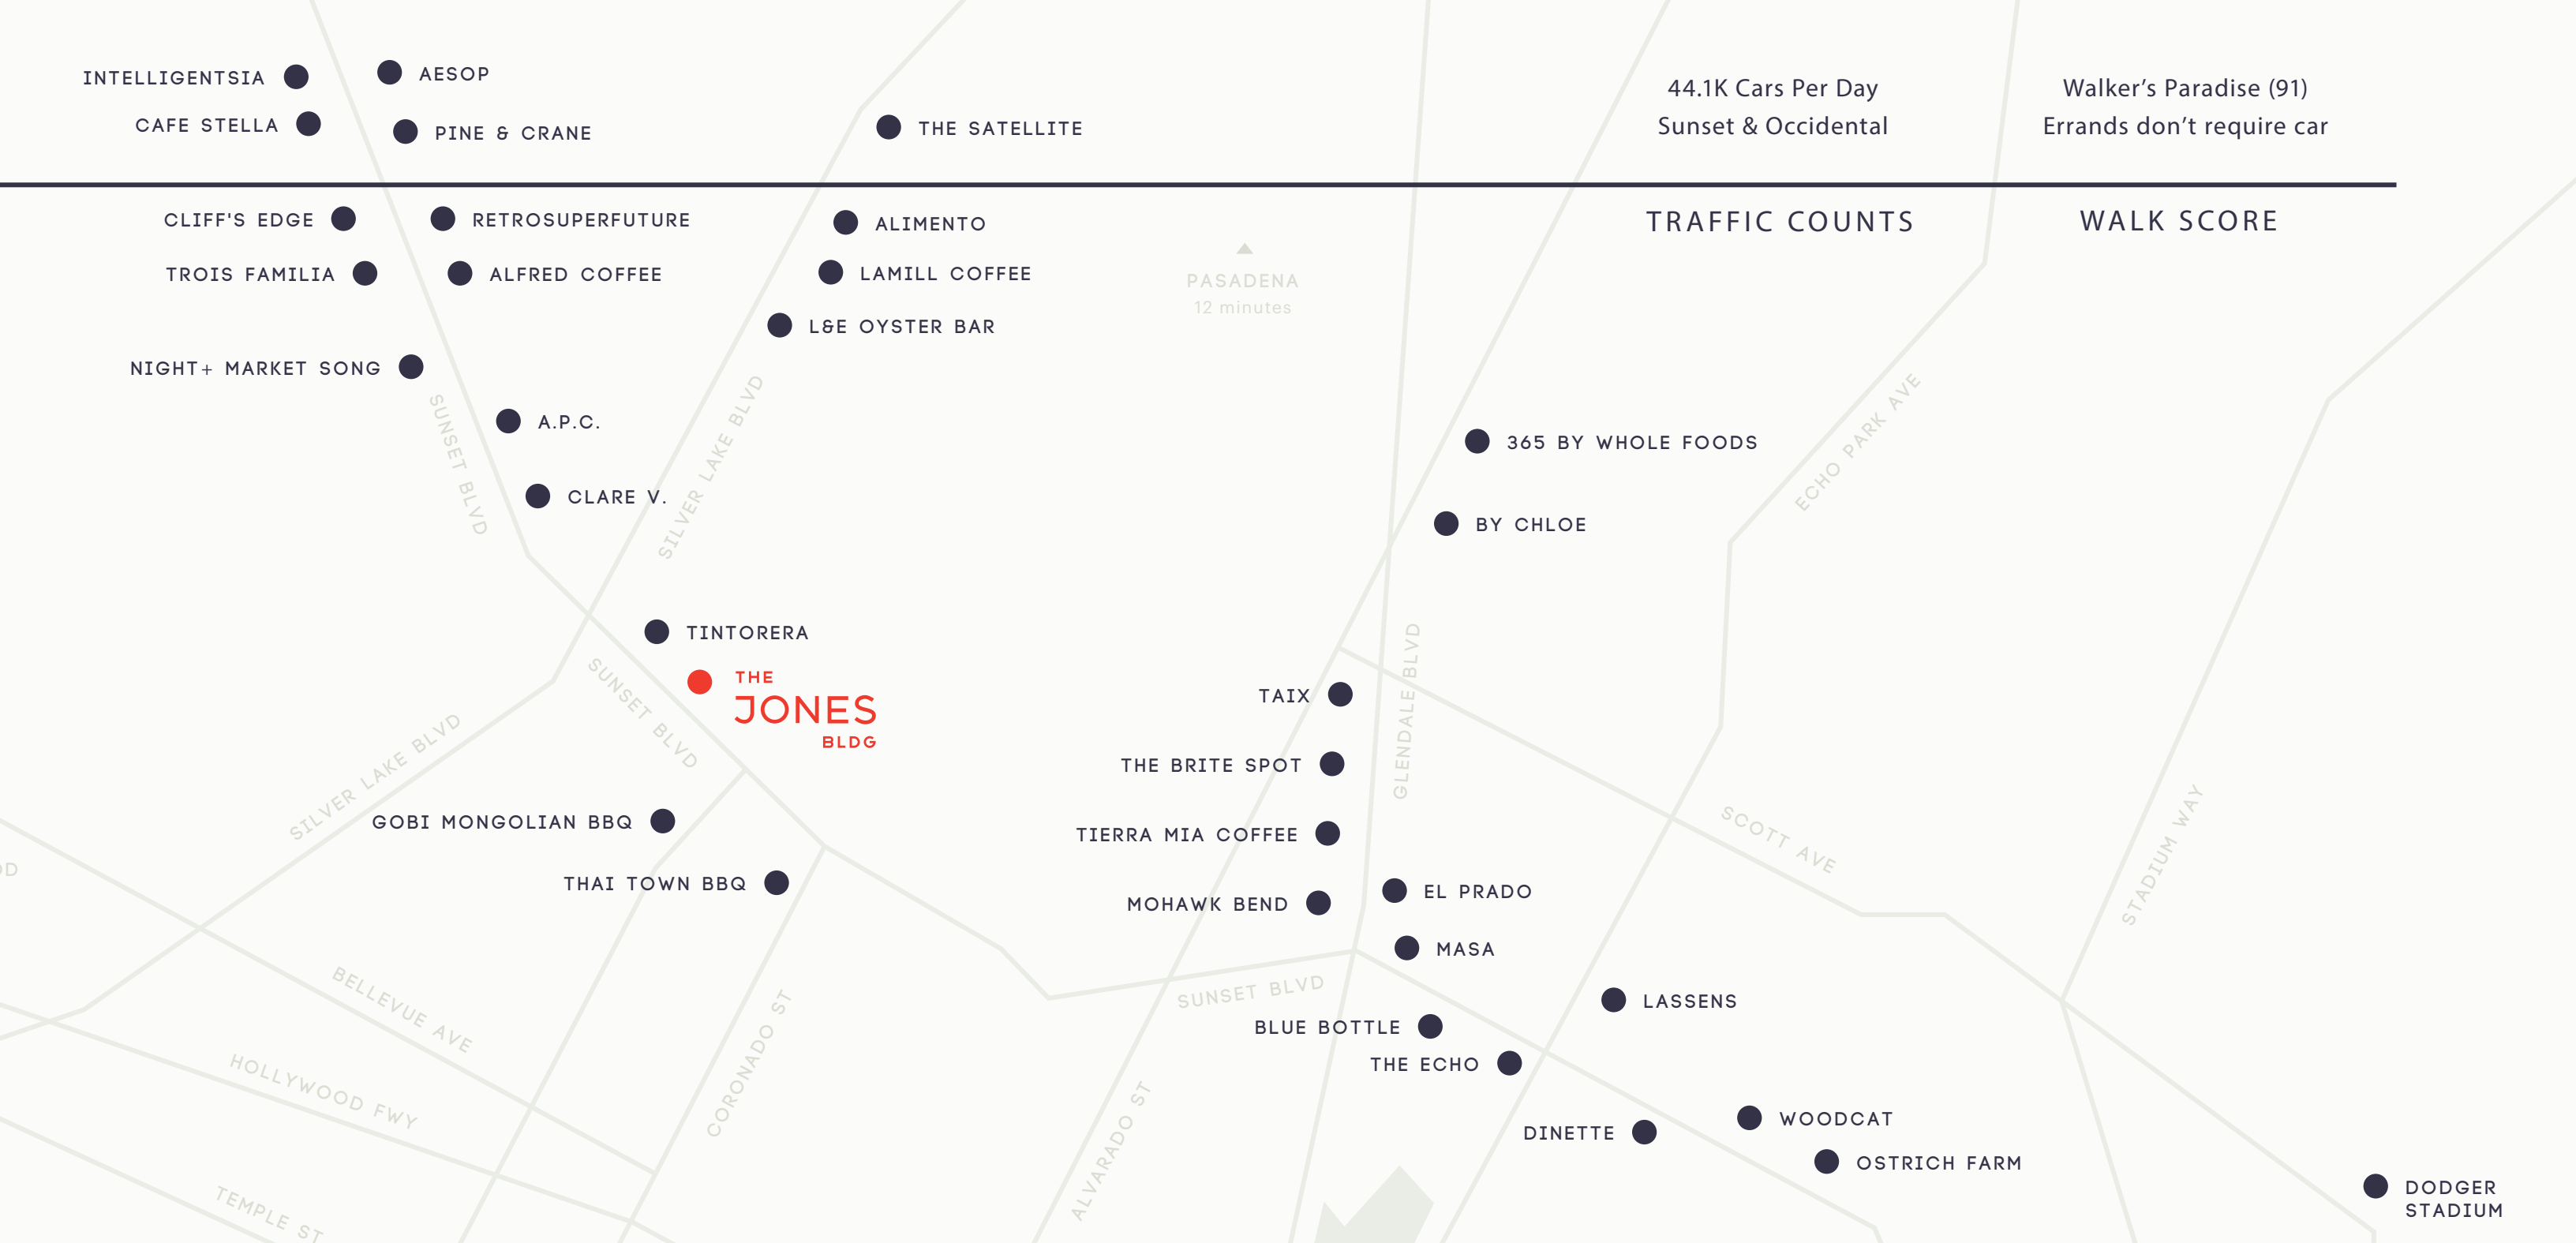 INTELLIGENTSIA
AESOP
CAFE STELLA
PINE & CRANE
THE SATELLITE
44.1K Cars Per Day
Sunset & Occidental
Walker’s Paradise (91)
Errands don’t require car
CLIFF'S EDGE
RETROSUPERFUTURE
ALIMENTO
TRAFFIC COUNTS
WALK SCORE
TROIS FAMILIA
ALFRED COFFEE
LAMILL COFFEE
PASADENA
12 minutes
L&E OYSTER BAR
NIGHT+ MARKET SONG
SUNSET BLVD
A.P.C.
SILVER LAKE BLVD
CLARE V.
365 BY WHOLE FOODS
ECHO PARK AVE
BY CHLOE
TINTORERA
THE
JONES
BLDG
SUNSET BLVD
SILVER LAKE BLVD
TAIX
GLENDALE BLVD
THE BRITE SPOT
GOBI MONGOLIAN BBQ
TIERRA MIA COFFEE
SCOTT AVE
STADIUM WAY
OD
THAI TOWN BBQ
MOHAWK BEND
EL PRADO
MASA
BELLEVUE AVE
SUNSET BLVD
LASSENS
BLUE BOTTLE
THE ECHO
HOLLYWOOD FWY
CORONADO ST
ALVARADO ST
DINETTE
WOODCAT
OSTRICH FARM
TEMPLE ST
DODGER
STADIUM